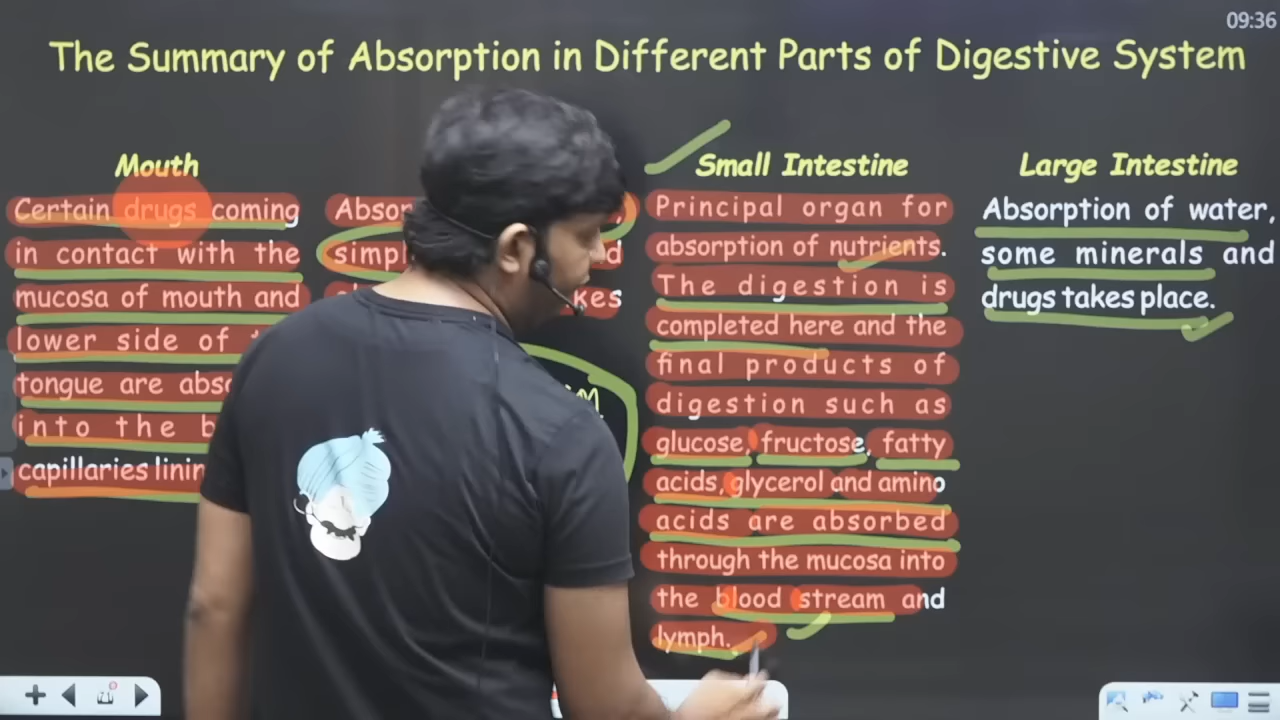 09:36
The Summary of Absorption in Different Parts of Digestive System
Mouth
Certain drugs coming
in contact with the
mucosa of mouth and
lower side of
tongue are
into the
capillaries
Small Intestine
Principal organ for
absorption of nutrients.
The digestion is
completed here and the
final products of
digestion such as
glucose, fructose, fatty
acids, glycerol and amino
acids are absorbed
through the mucosa into
the blood stream and
lymph.
Large Intestine
Absorption of water,
some minerals and
drugs takes place.